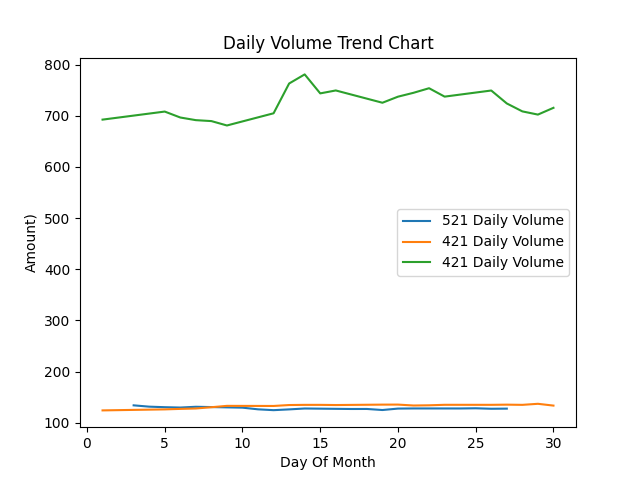 Daily Volume Trend Chart
800
700
600
500
400
300
200
100
Amount)
521 Daily Volume
421 Daily Volume
421 Daily Volume
0 5 10 15 20 25 30
Day Of Month